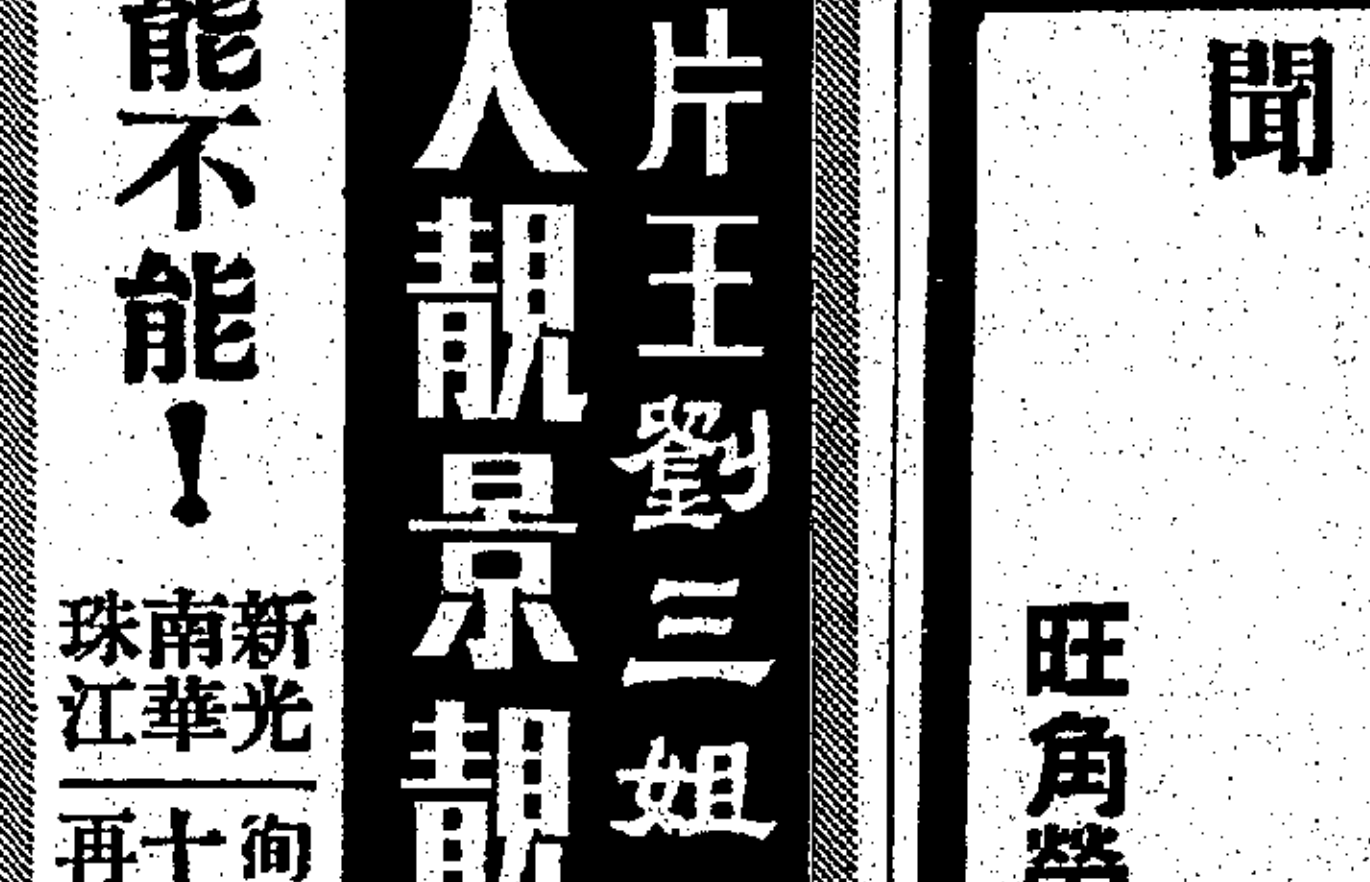 聞
旺角
片王劉三姐
人靚景靚
能不能！
新光
南華
珠江
徇
十
再